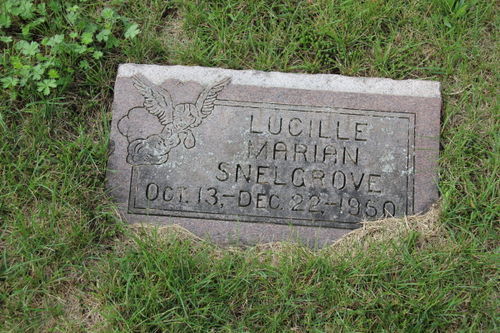 LUCILLE
MARIAN
SNELGROVE
OCT. 13,-DEC. 22,-1960